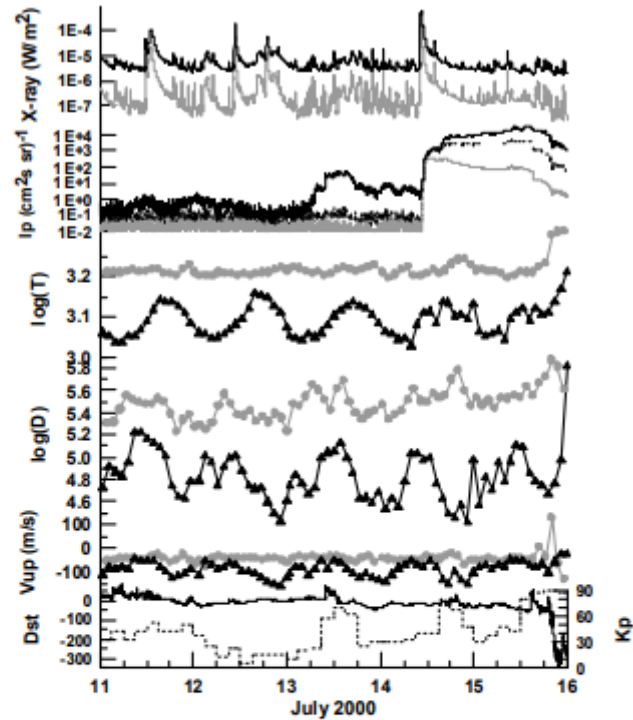 X-ray (W/m²)
1E-4
1E-5
1E-6
1E-7
Ip (cm²s sr)⁻¹
1E+4
1E+3
1E+2
1E+1
1E+0
1E-1
1E-2
log(T)
3.2
3.1
3.0
log(D)
5.8
5.6
5.4
5.2
5.0
4.8
4.6
Vup (m/s)
100
0
-100
Dst
0
-100
-200
-300
90
60
30
0
Kp
11 12 13 14 15 16
July 2000